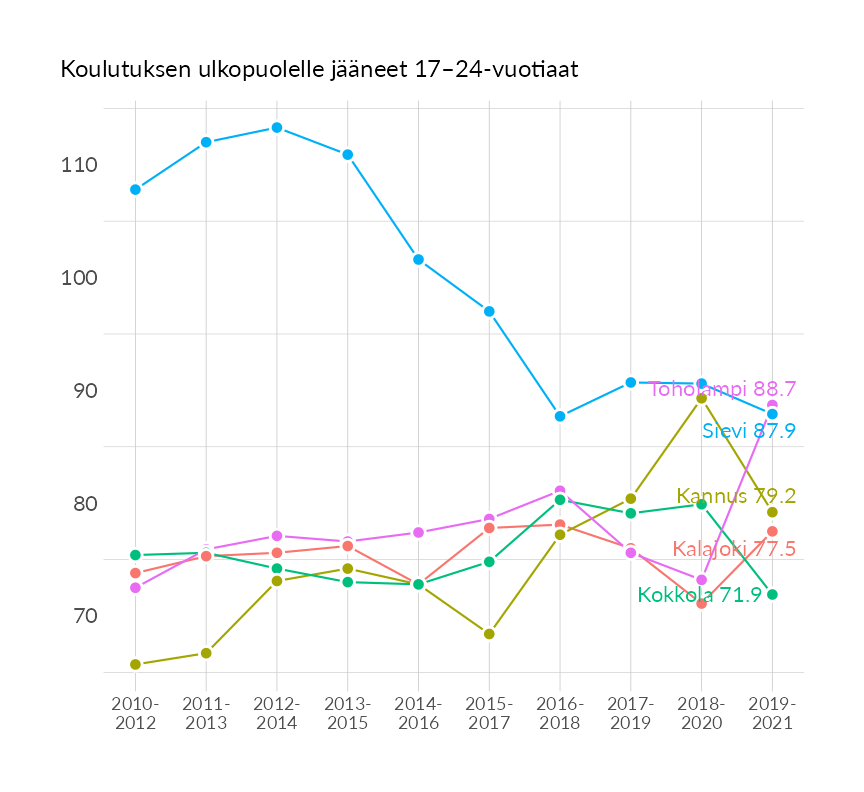 Koulutuksen ulkopuolelle jääneet 17–24-vuotiaat
110
100
90
80
70
Toholampi 88.7
Sievi 87.9
Kannus 79.2
Kalajoki 77.5
Kokkola 71.9
2010- 2011- 2012- 2013- 2014- 2015- 2016- 2017- 2018- 2019-
2012 2013 2014 2015 2016 2017 2018 2019 2020 2021